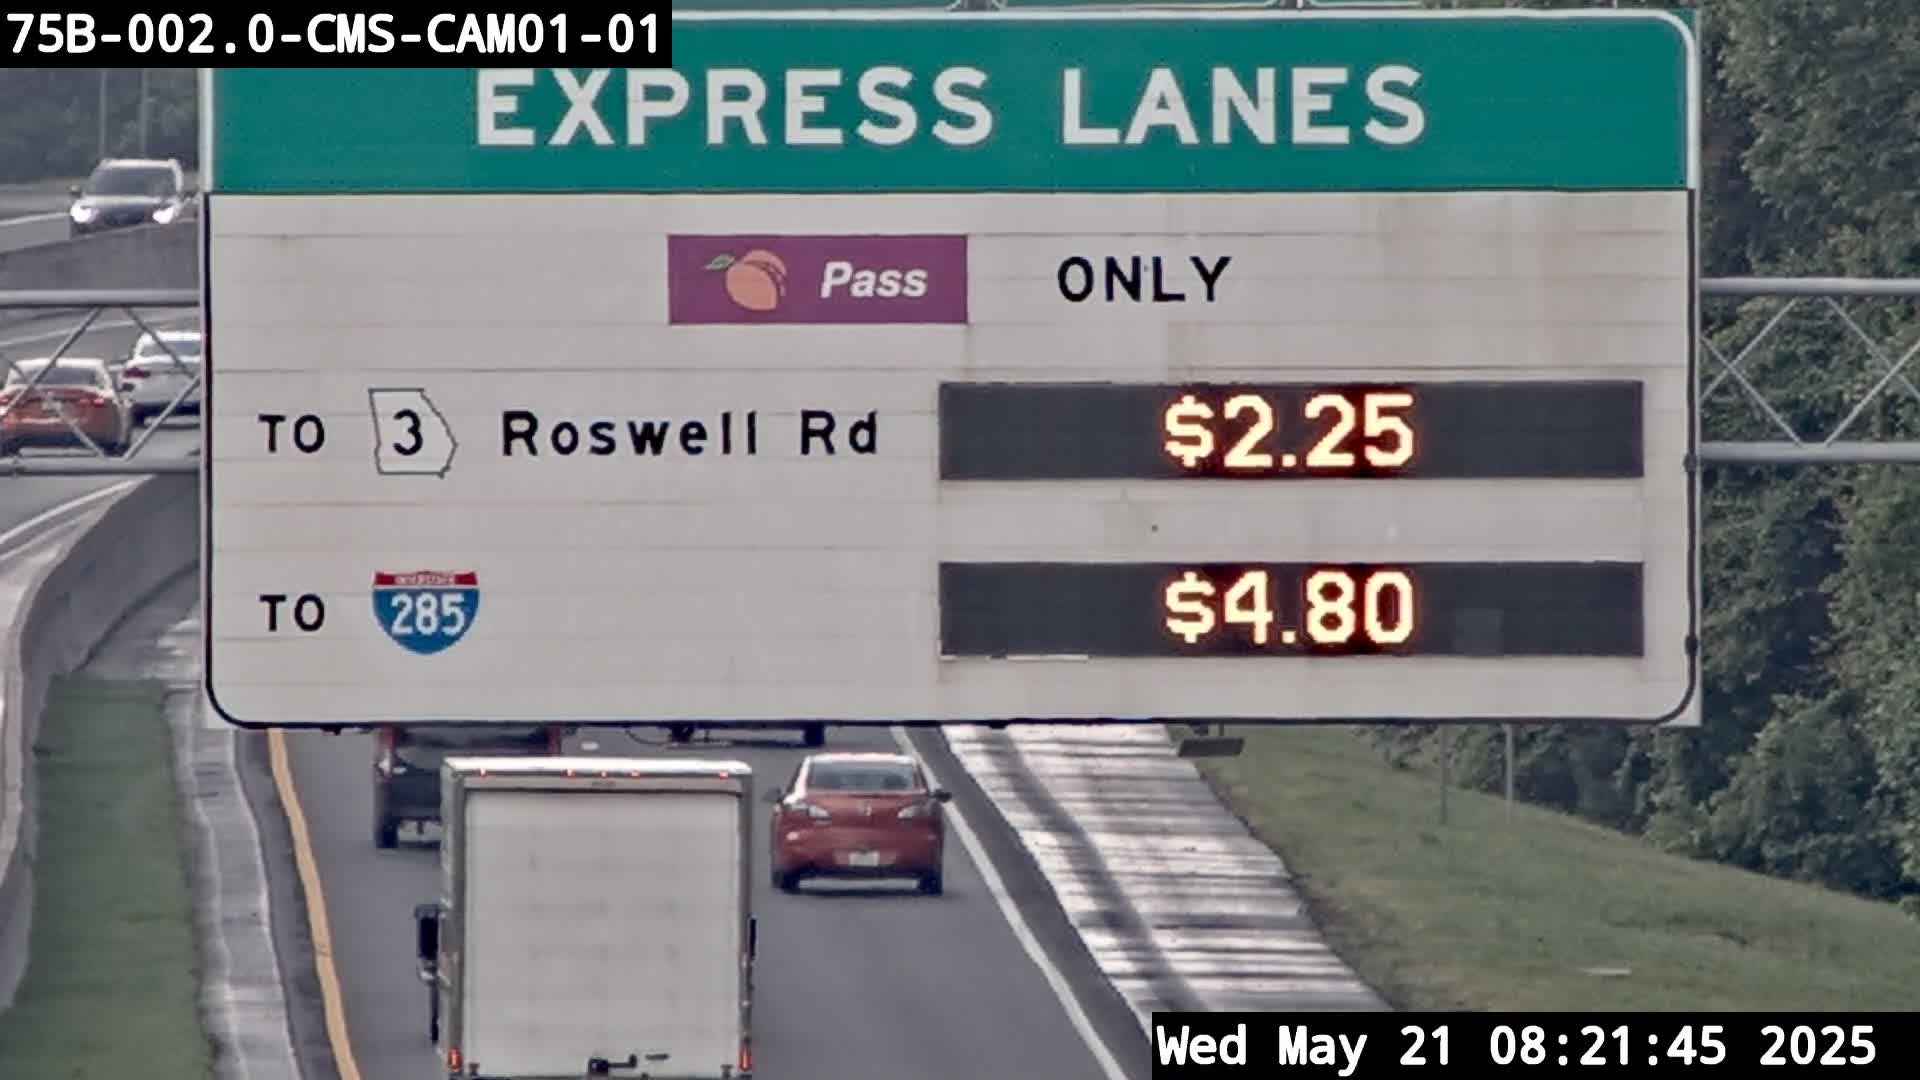 75B-002.0-CMS-CAM01-01
EXPRESS LANES
Pass ONLY
TO 3 Roswell Rd $2.25
INTERSTATE
TO 285 $4.80
Wed May 21 08:21:45 2025